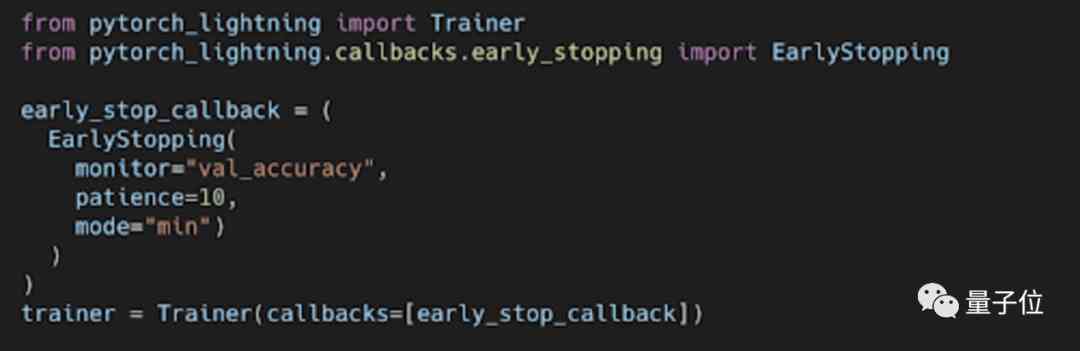 from pytorch_lightning import Trainer
from pytorch_lightning.callbacks.early_stopping import EarlyStopping
early_stop_callback = (
  EarlyStopping(
    monitor="val_accuracy",
    patience=10,
    mode="min")
  )
)
trainer = Trainer(callbacks=[early_stop_callback])
量子位